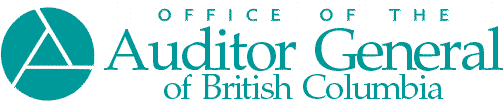 OFFICE OF THE
Auditor General
of British Columbia